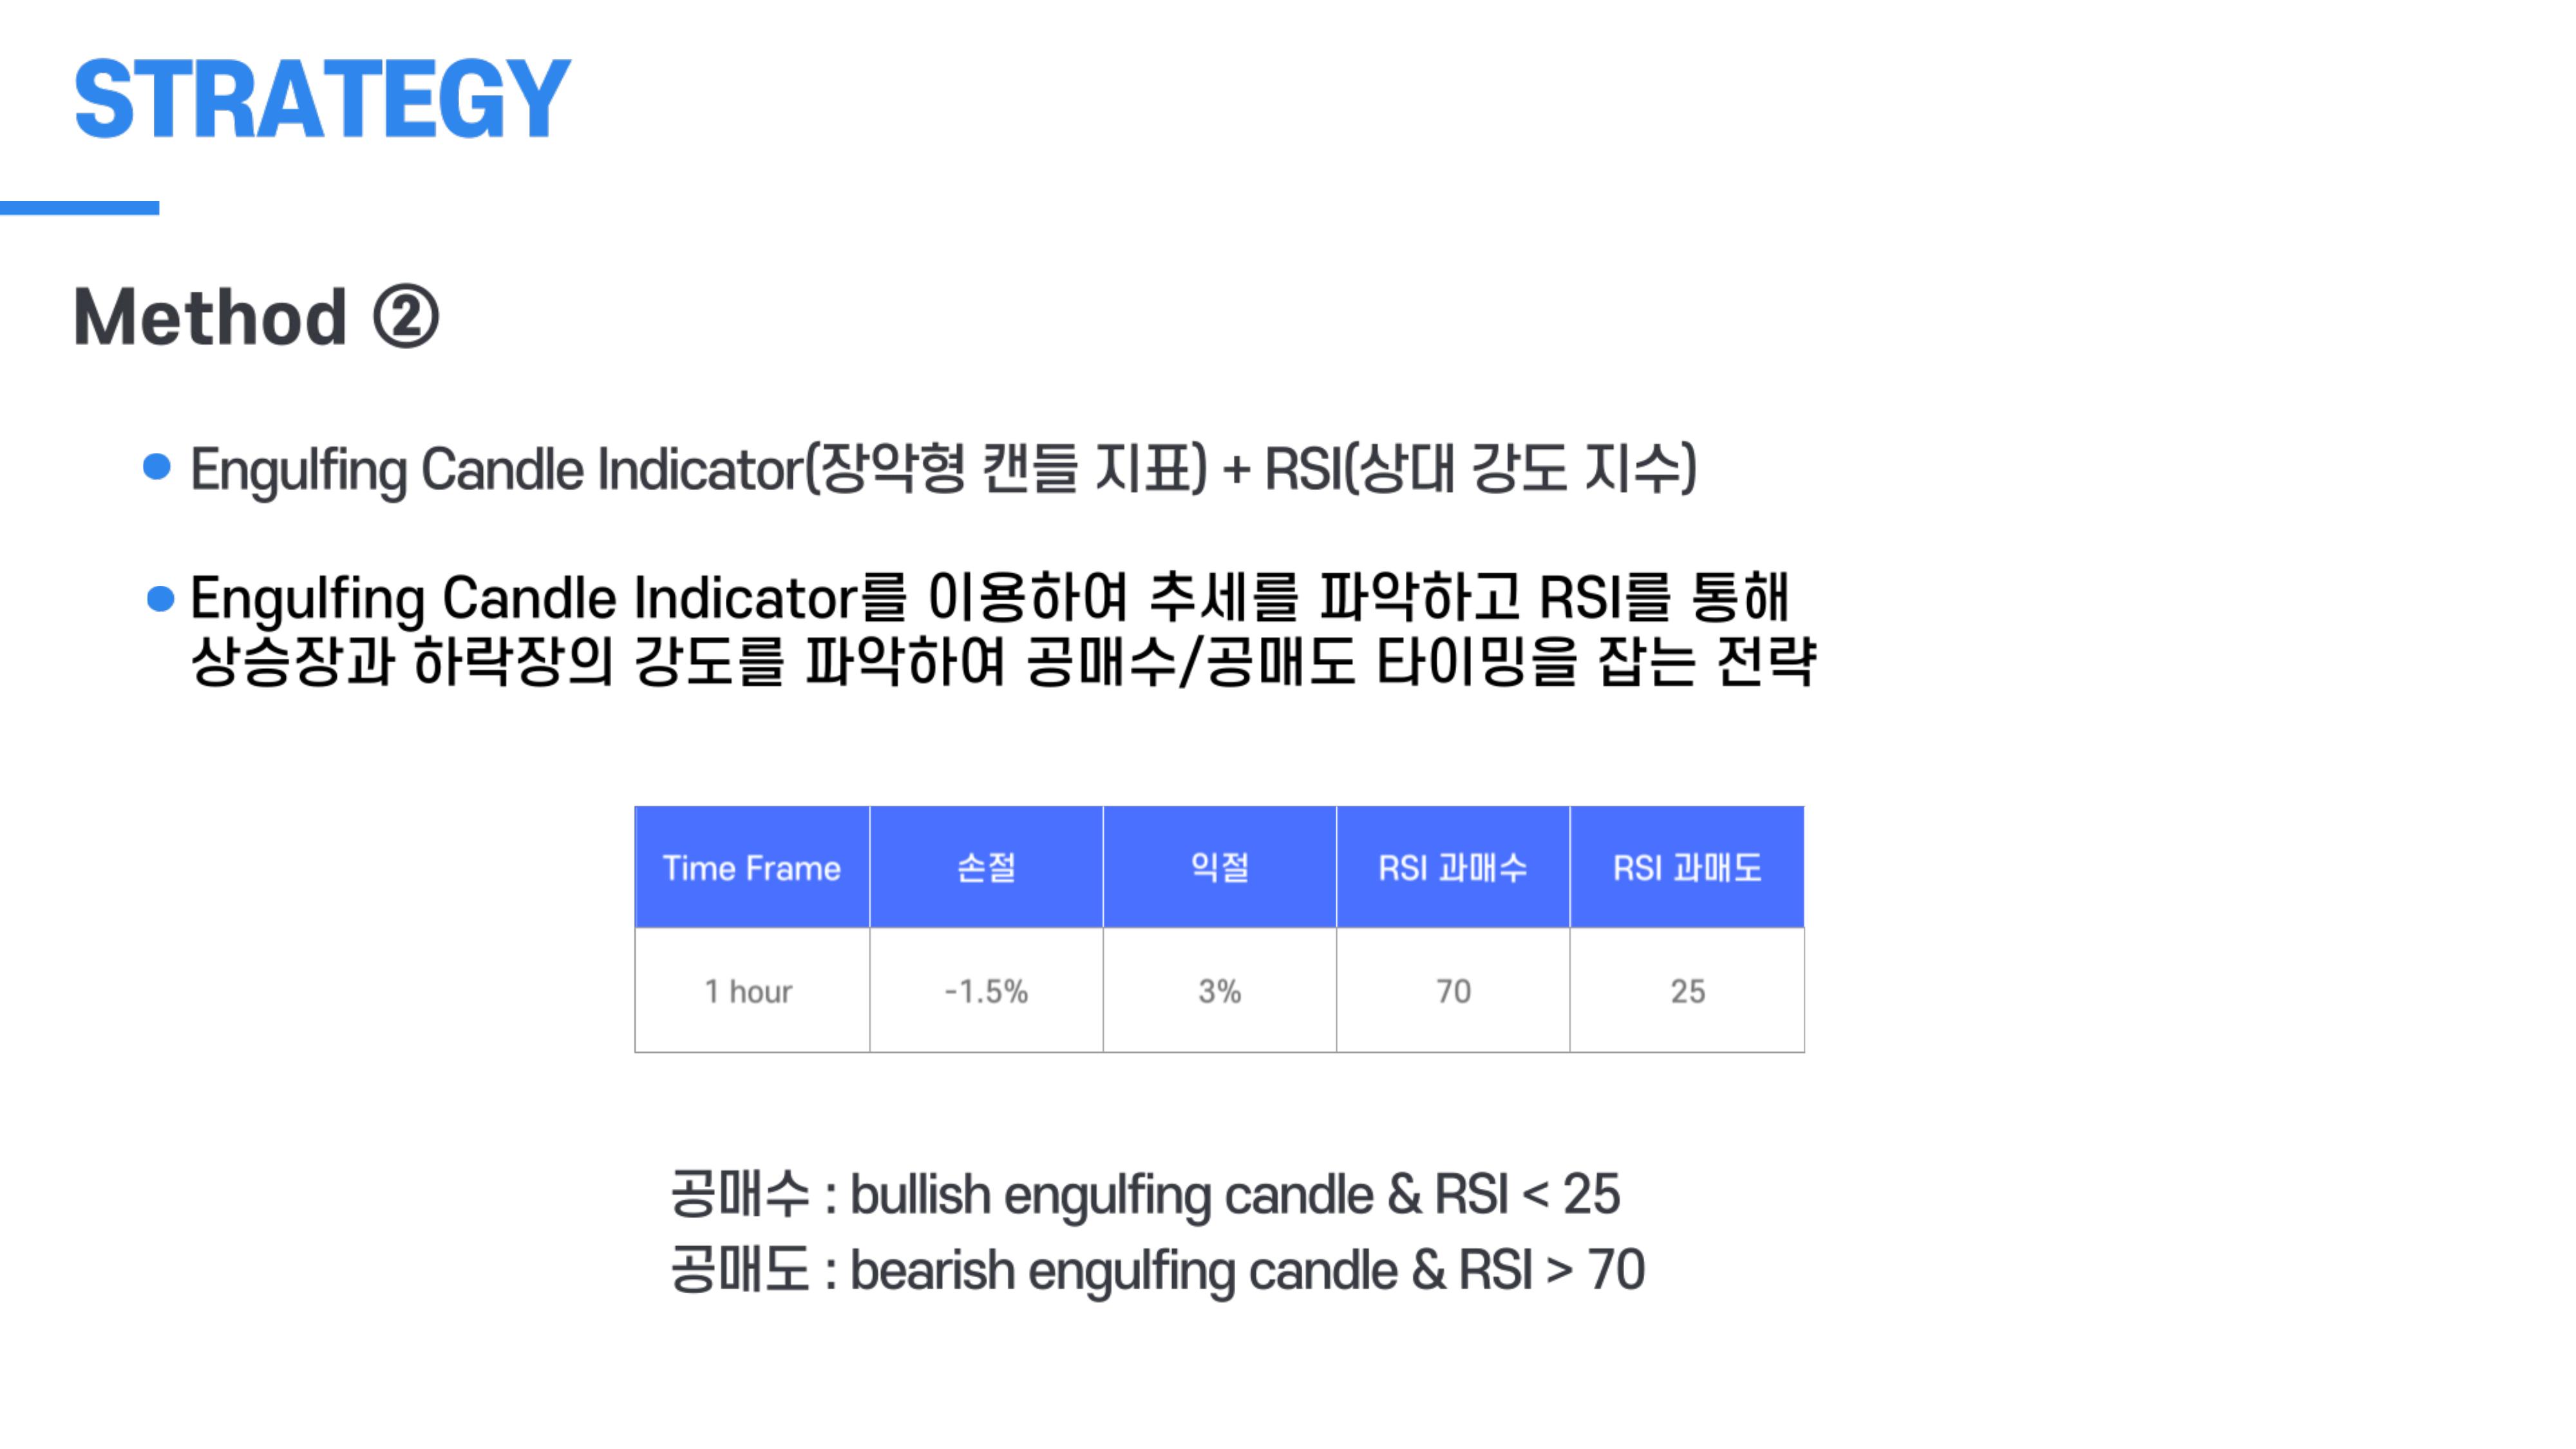 STRATEGY
Method ②
Engulfing Candle Indicator(장악형 캔들 지표) + RSI(상대 강도 지수)
Engulfing Candle Indicator를 이용하여 추세를 파악하고 RSI를 통해
상승장과 하락장의 강도를 파악하여 공매수/공매도 타이밍을 잡는 전략
Time Frame 손절 익절 RSI 과매수 RSI 과매도
1 hour -1.5% 3% 70 25
공매수 : bullish engulfing candle & RSI < 25
공매도 : bearish engulfing candle & RSI > 70